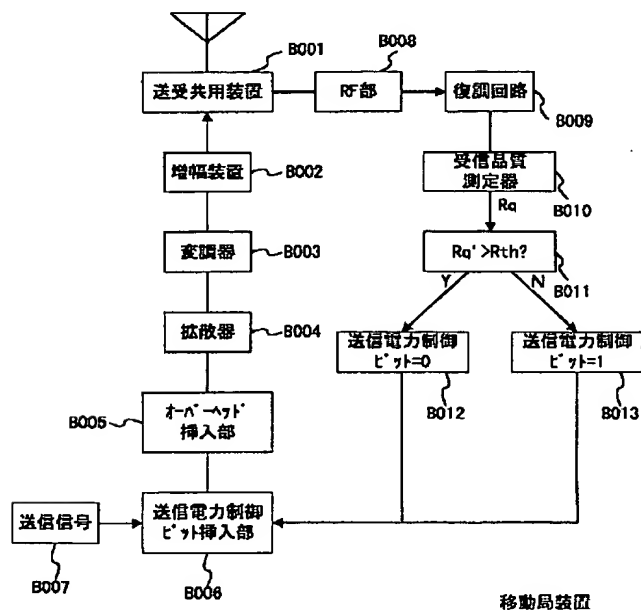 B001
B008
送受共用装置
RF部
復調回路
B009
増幅装置
B002
受信品質
測定器
B010
Rq
変調器
B003
Rq'>Rth?
B011
Y
N
拡散器
B004
送信電力制御
ビット=0
送信電力制御
ビット=1
B012
B013
B005
オーバーヘッド
挿入部
送信信号
送信電力制御
ビット挿入部
B007
B006
移動局装置